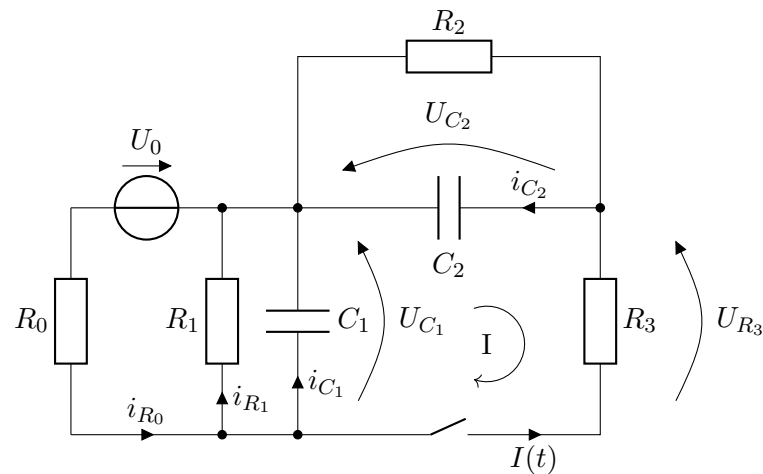 R_2
U_{C_2}
U_0
i_{C_2}
C_2
R_0
R_1
C_1
U_{C_1}
I
R_3
U_{R_3}
i_{R_0}
i_{R_1}
i_{C_1}
I(t)